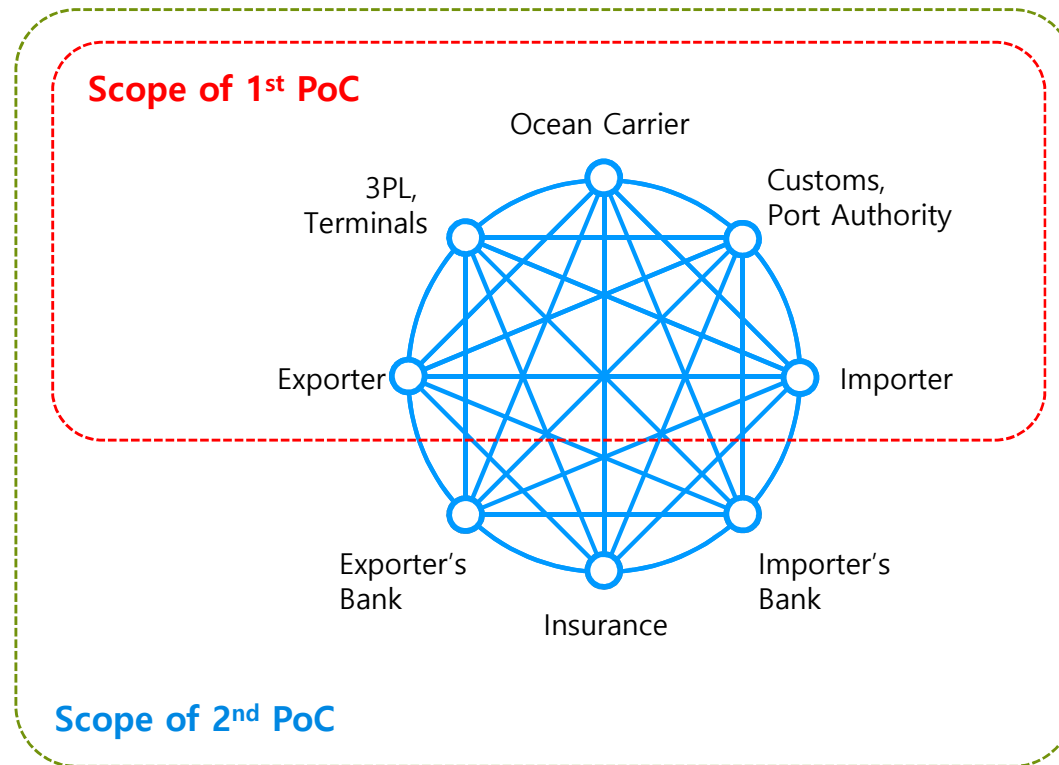 Scope of 1st PoC
Ocean Carrier
3PL,
Terminals
Customs,
Port Authority
Exporter
Importer
Exporter’s
Bank
Importer’s
Bank
Insurance
Scope of 2nd PoC